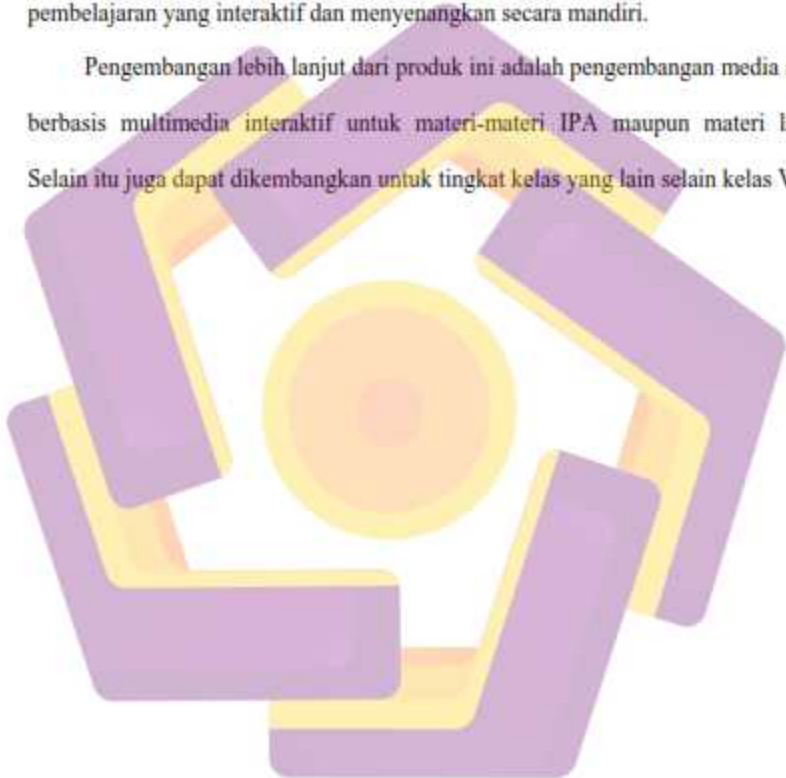 pembelajaran yang interaktif dan menyenangkan secara mandiri.
Pengembangan lebih lanjut dari produk ini adalah pengembangan media
berbasis multimedia interaktif untuk materi-materi IPA maupun materi
Selain itu juga dapat dikembangkan untuk tingkat kelas yang lain selain kelas